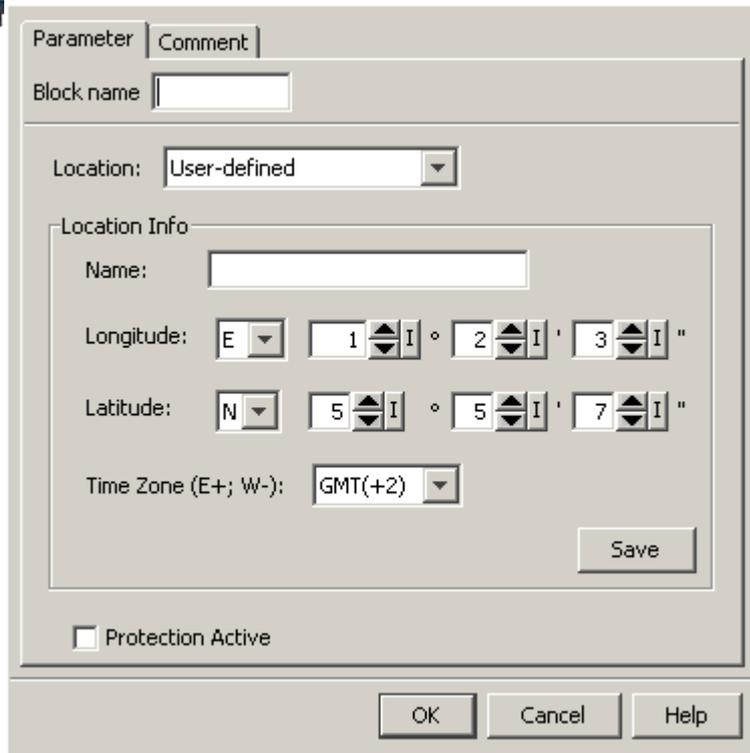 Parameter Comment
Block name
Location: User-defined
Location Info
Name:
Longitude: E 1 I ° 2 I ' 3 I "
Latitude: N 5 I ° 5 I ' 7 I "
Time Zone (E+; W-): GMT(+2)
Save
Protection Active
OK Cancel Help